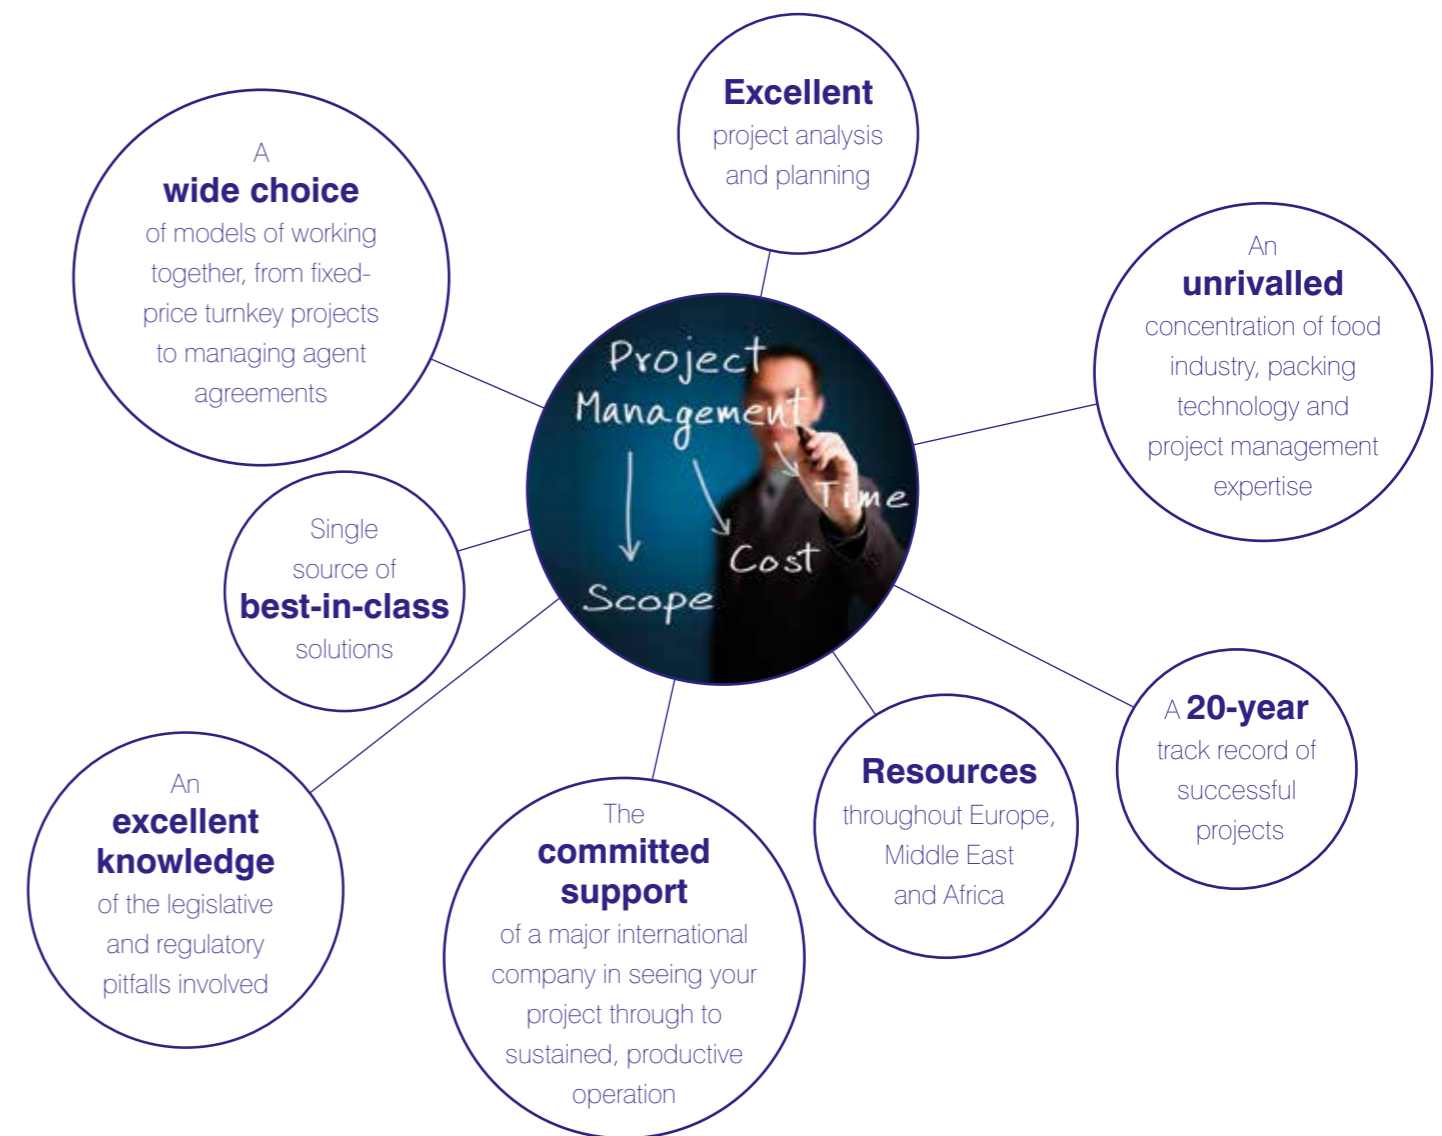 Excellent
project analysis
and planning
A
wide choice
of models of working
together, from fixed-
price turnkey projects
to managing agent
agreements
An
unrivalled
concentration of food
industry, packing
technology and
project management
expertise
Project
Management
Time
Cost
Scope
Single
source of
best-in-class
solutions
A 20-year
track record of
successful
projects
Resources
throughout Europe,
Middle East
and Africa
An
excellent
knowledge
of the legislative
and regulatory
pitfalls involved
The
committed
support
of a major international
company in seeing your
project through to
sustained, productive
operation